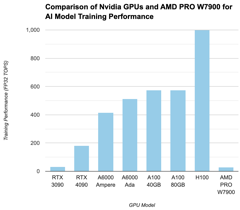 Comparison of Nvidia GPUs and AMD PRO W7900 for
AI Model Training Performance
Training Performance (FP32 TOPS)
1,000
800
600
400
200
0
RTX 3090
RTX 4090
A6000 Ampere
A6000 Ada
A100 40GB
A100 80GB
H100
AMD PRO W7900
GPU Model